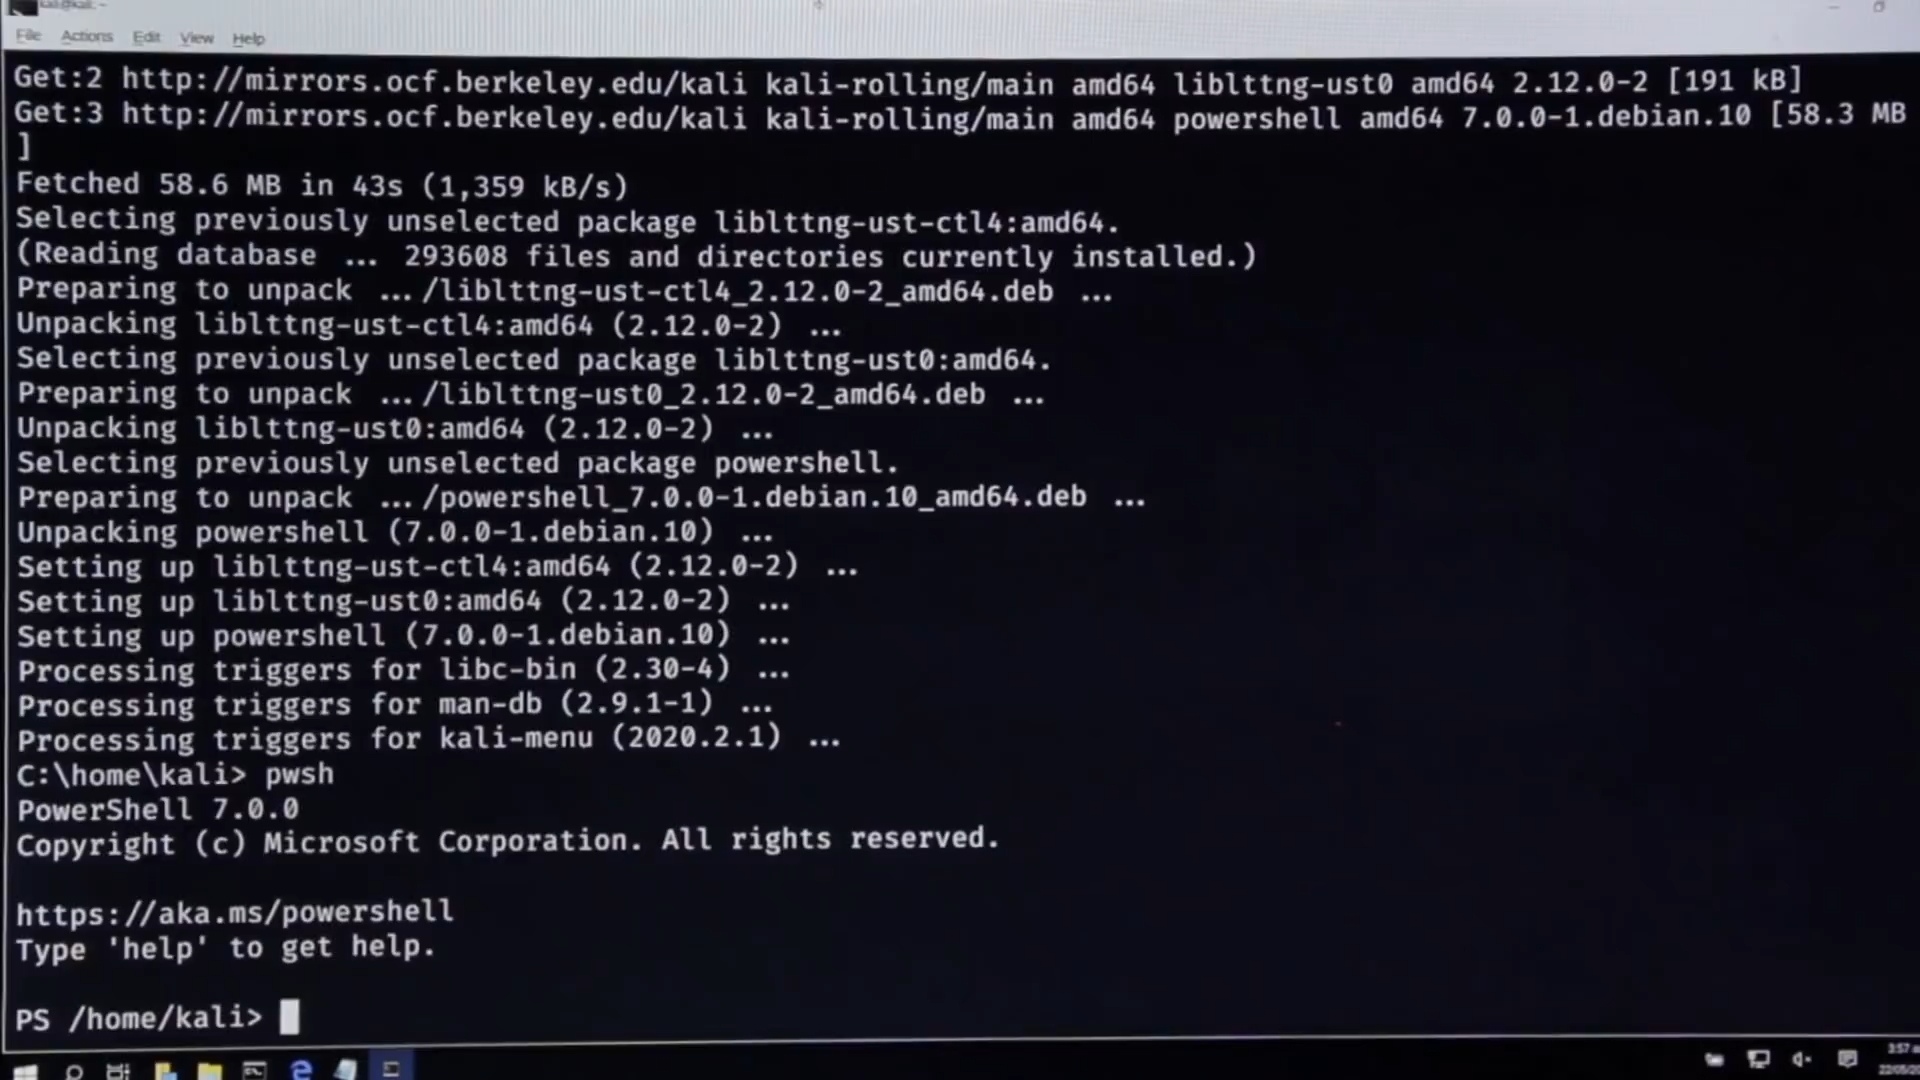 File Actions Edit View Help
Get:2 http://mirrors.ocf.berkeley.edu/kali kali-rolling/main amd64 liblttng-ust0 amd64 2.12.0-2 [191 kB]
Get:3 http://mirrors.ocf.berkeley.edu/kali kali-rolling/main amd64 powershell amd64 7.0.0-1.debian.10 [58.3 MB
]
Fetched 58.6 MB in 43s (1,359 kB/s)
Selecting previously unselected package liblttng-ust-ctl4:amd64.
(Reading database ... 293608 files and directories currently installed.)
Preparing to unpack .../liblttng-ust-ctl4_2.12.0-2_amd64.deb ...
Unpacking liblttng-ust-ctl4:amd64 (2.12.0-2) ...
Selecting previously unselected package liblttng-ust0:amd64.
Preparing to unpack .../liblttng-ust0_2.12.0-2_amd64.deb ...
Unpacking liblttng-ust0:amd64 (2.12.0-2) ...
Selecting previously unselected package powershell.
Preparing to unpack .../powershell_7.0.0-1.debian.10_amd64.deb ...
Unpacking powershell (7.0.0-1.debian.10) ...
Setting up liblttng-ust-ctl4:amd64 (2.12.0-2) ...
Setting up liblttng-ust0:amd64 (2.12.0-2) ...
Setting up powershell (7.0.0-1.debian.10) ...
Processing triggers for libc-bin (2.30-4) ...
Processing triggers for man-db (2.9.1-1) ...
Processing triggers for kali-menu (2020.2.1) ...
C:\home\kali> pwsh
PowerShell 7.0.0
Copyright (c) Microsoft Corporation. All rights reserved.
https://aka.ms/powershell
Type 'help' to get help.
PS /home/kali>